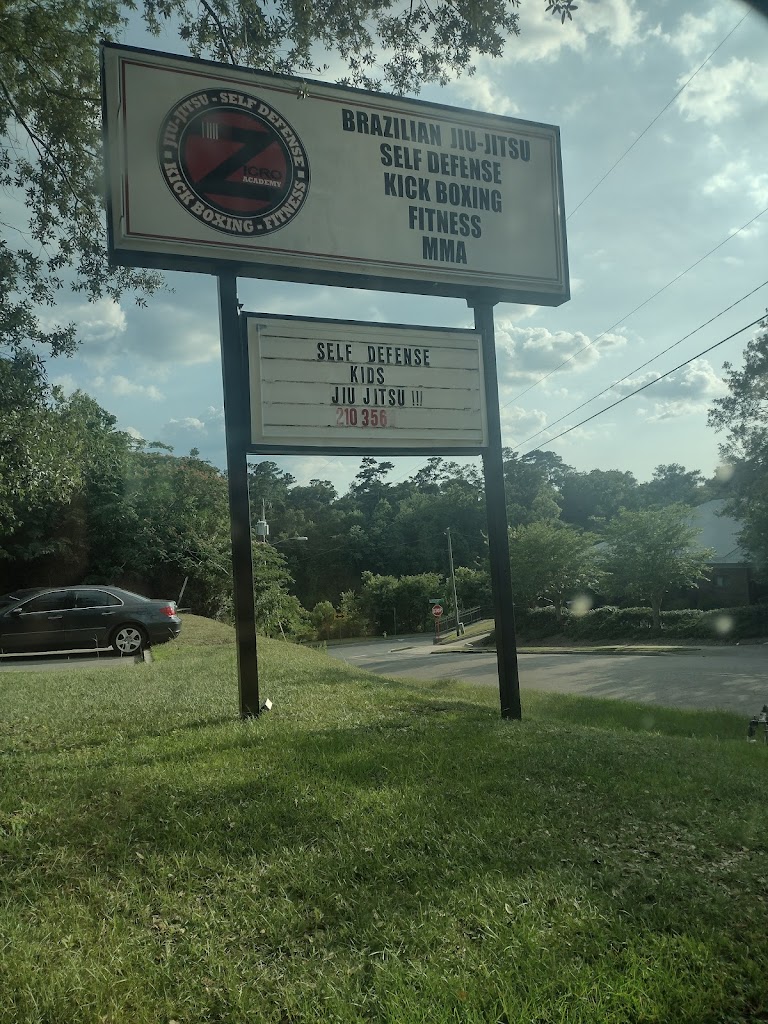 JIU-JITSU - SELF DEFENSE
KICK BOXING - FITNESS
ZICRO
ACADEMY
BRAZILIAN JIU-JITSU
SELF DEFENSE
KICK BOXING
FITNESS
MMA
SELF DEFENSE
KIDS
JIU JITSU !!!
210 356